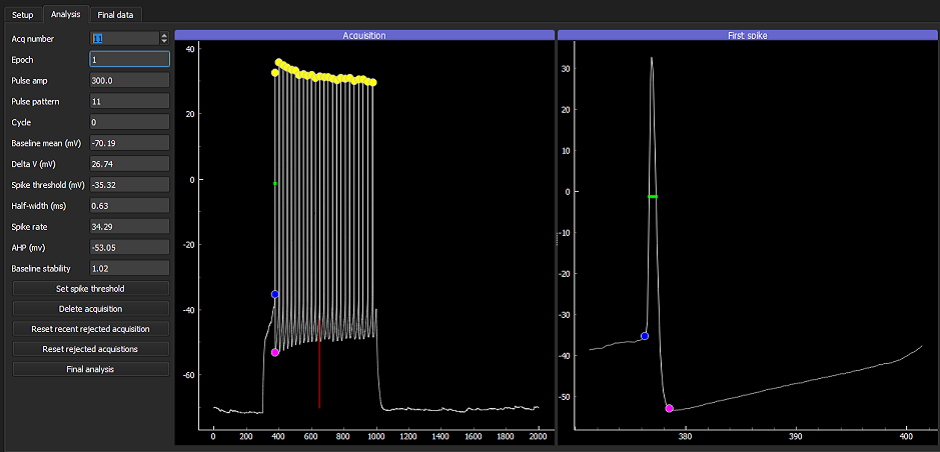 Setup Analysis Final data
Acq number 11
Epoch 1
Pulse amp 300.0
Pulse pattern 11
Cycle 0
Baseline mean (mV) -70.19
Delta V (mV) 26.74
Spike threshold (mV) -35.32
Half-width (ms) 0.63
Spike rate 34.29
AHP (mv) -53.05
Baseline stability 1.02
Set spike threshold
Delete acquisition
Reset recent rejected acquisition
Reset rejected acquistions
Final analysis
Acquisition
40
20
0
-20
-40
-60
0 200 400 600 800 1000 1200 1400 1600 1800 2000
First spike
30
20
10
0
-10
-20
-30
-40
-50
380 390 400